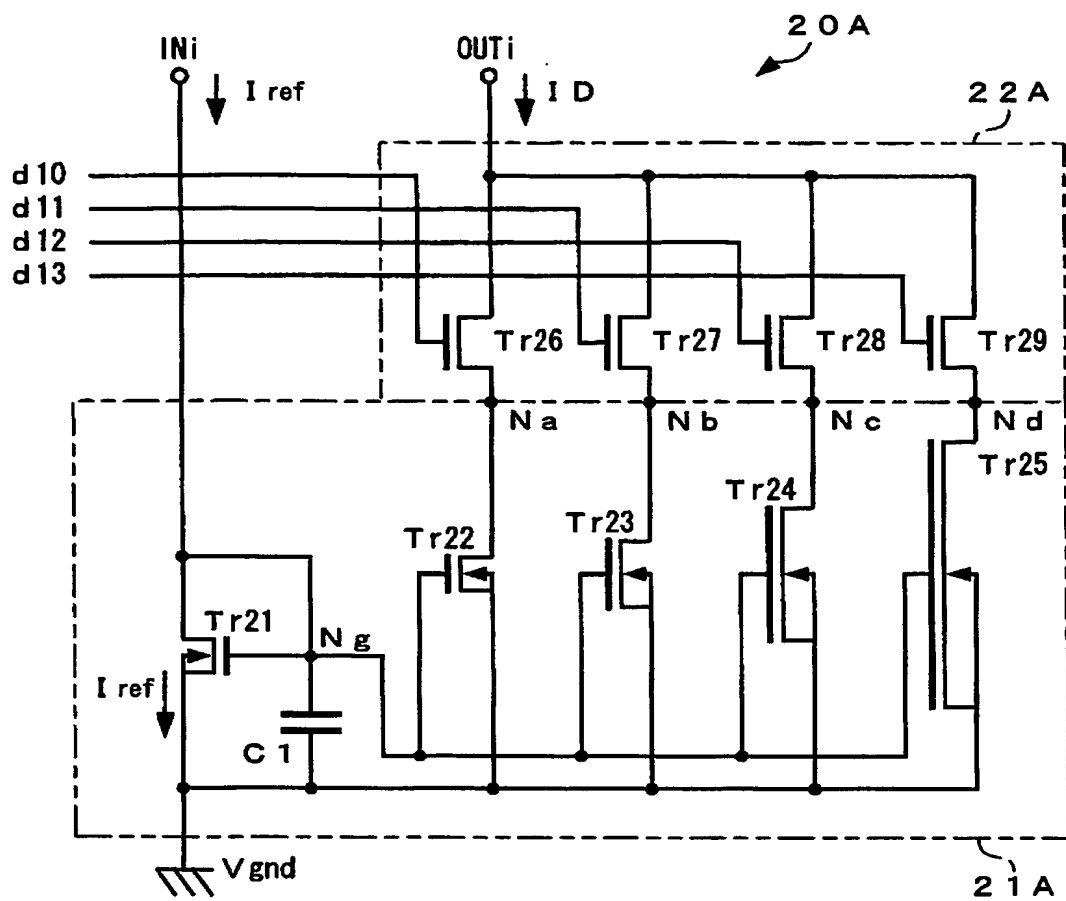 20A
INi
OUTi
I ref
ID
22A
d10
d11
d12
d13
Tr26
Tr27
Tr28
Tr29
Na
Nb
Nc
Nd
Tr25
Tr24
Tr23
Tr22
Tr21
Ng
I ref
C1
Vgnd
21A